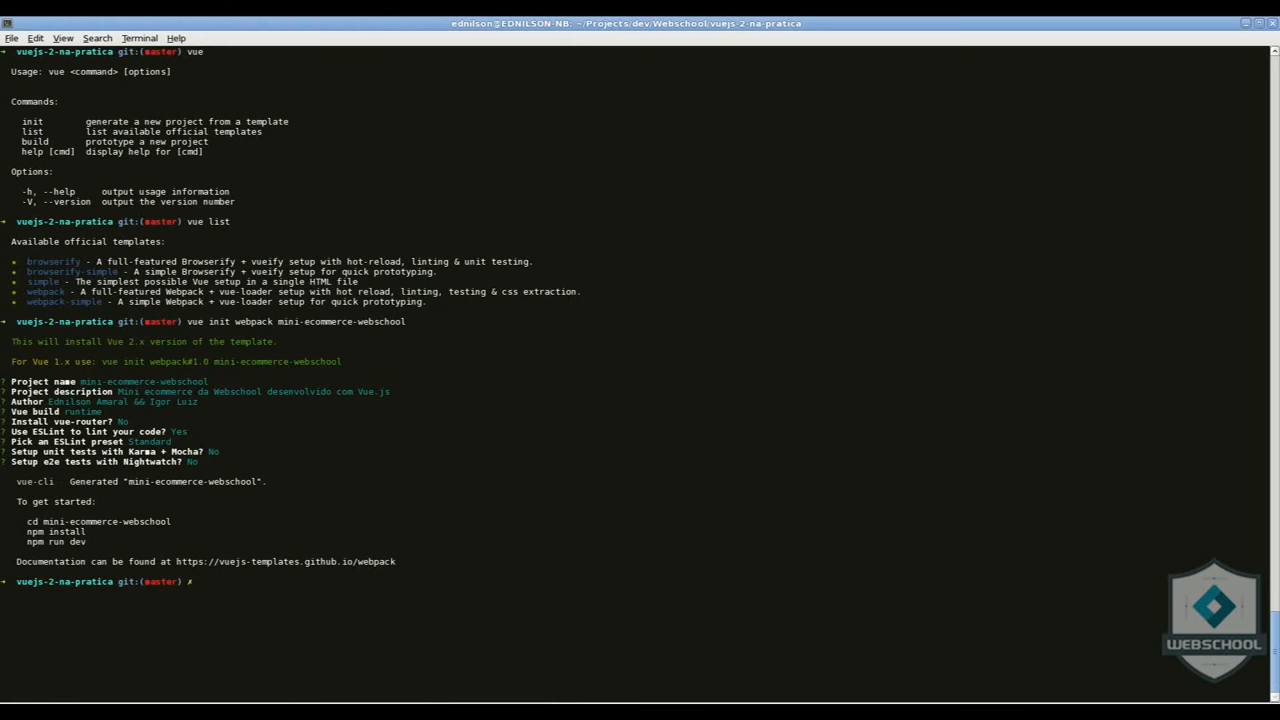 ednilson@EDNILSON-NB: ~/Projects/dev/Webschool/vuejs-2-na-pratica
File Edit View Search Terminal Help
→ vuejs-2-na-pratica git:(master) vue
Usage: vue <command> [options]
Commands:
init generate a new project from a template
list list available official templates
build prototype a new project
help [cmd] display help for [cmd]
Options:
-h, --help output usage information
-V, --version output the version number
→ vuejs-2-na-pratica git:(master) vue list
Available official templates:
★ browserify - A full-featured Browserify + vueify setup with hot-reload, linting & unit testing.
★ browserify-simple - A simple Browserify + vueify setup for quick prototyping.
★ simple - The simplest possible Vue setup in a single HTML file
★ webpack - A full-featured Webpack + vue-loader setup with hot reload, linting, testing & css extraction.
★ webpack-simple - A simple Webpack + vue-loader setup for quick prototyping.
→ vuejs-2-na-pratica git:(master) vue init webpack mini-ecommerce-webschool
This will install Vue 2.x version of the template.
For Vue 1.x use: vue init webpack#1.0 mini-ecommerce-webschool
? Project name mini-ecommerce-webschool
? Project description Mini ecommerce da Webschool desenvolvido com Vue.js
? Author Ednilson Amaral && Igor Luiz
? Vue build runtime
? Install vue-router? No
? Use ESLint to lint your code? Yes
? Pick an ESLint preset Standard
? Setup unit tests with Karma + Mocha? No
? Setup e2e tests with Nightwatch? No
vue-cli · Generated "mini-ecommerce-webschool".
To get started:
cd mini-ecommerce-webschool
npm install
npm run dev
Documentation can be found at https://vuejs-templates.github.io/webpack
→ vuejs-2-na-pratica git:(master) ✗
WEBSCHOOL